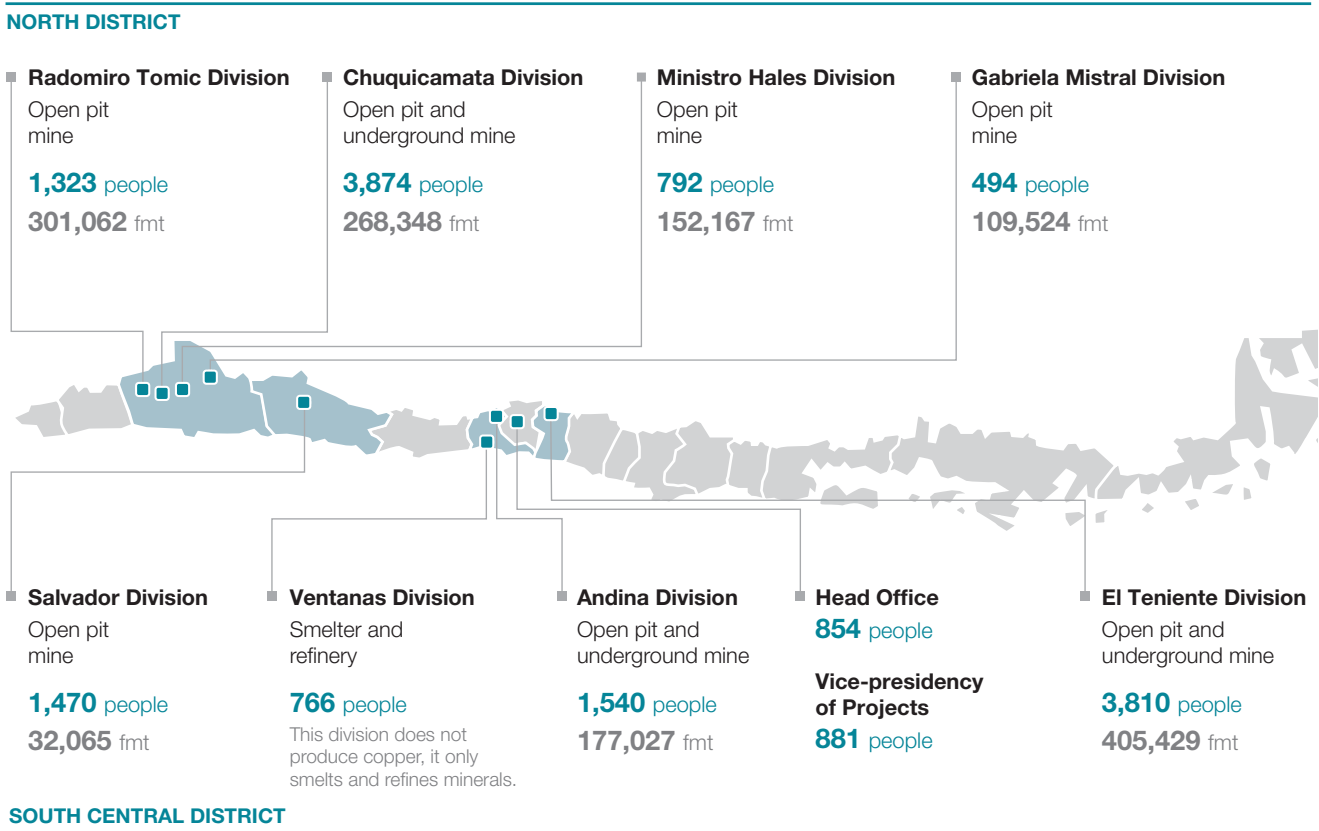 NORTH DISTRICT
Radomiro Tomic Division
Open pit
mine
1,323 people
301,062 fmt
Chuquicamata Division
Open pit and
underground mine
3,874 people
268,348 fmt
Ministro Hales Division
Open pit
mine
792 people
152,167 fmt
Gabriela Mistral Division
Open pit
mine
494 people
109,524 fmt
Salvador Division
Open pit
mine
1,470 people
32,065 fmt
Ventanas Division
Smelter and
refinery
766 people
This division does not
produce copper, it only
smelts and refines minerals.
Andina Division
Open pit and
underground mine
1,540 people
177,027 fmt
Head Office
854 people
Vice-presidency
of Projects
881 people
El Teniente Division
Open pit and
underground mine
3,810 people
405,429 fmt
SOUTH CENTRAL DISTRICT